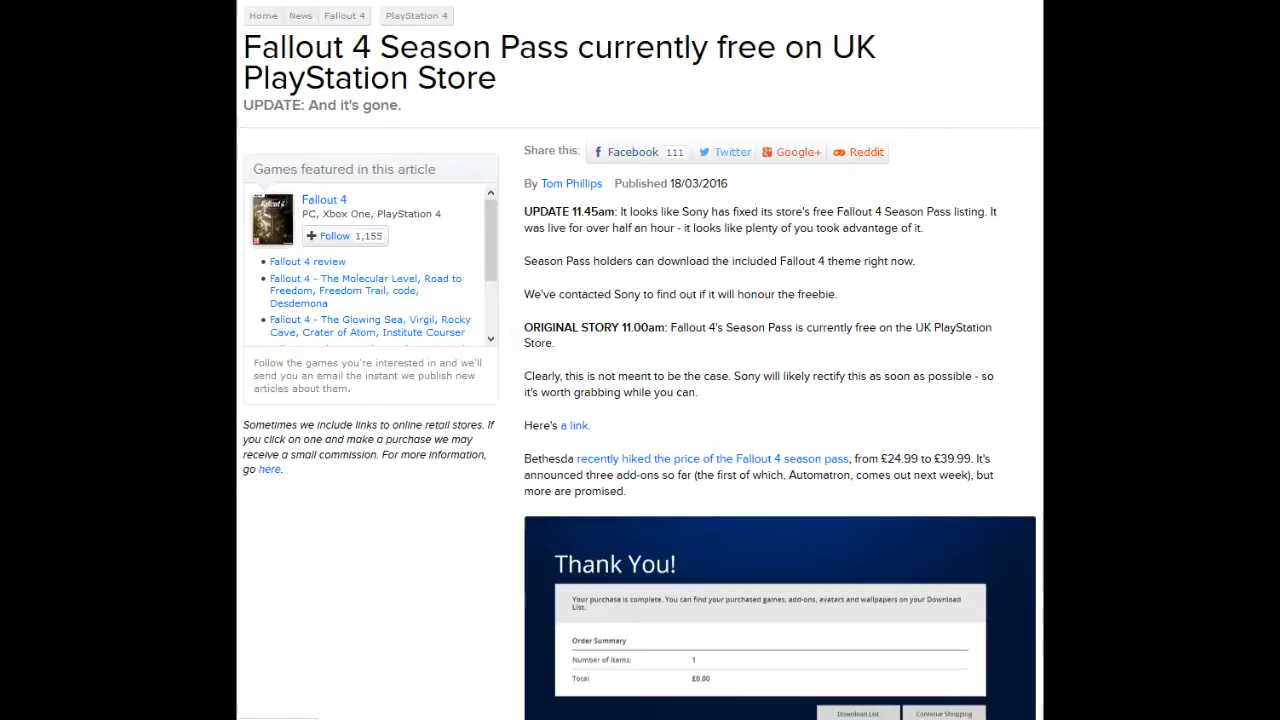 Home News Fallout 4 PlayStation 4
Fallout 4 Season Pass currently free on UK
PlayStation Store
UPDATE: And it's gone.
Games featured in this article
Fallout 4
PC, Xbox One, PlayStation 4
Follow 1,155
Fallout 4 review
Fallout 4 - The Molecular Level, Road to
Freedom, Freedom Trail, code,
Desdemona
Fallout 4 - The Glowing Sea, Virgil, Rocky
Cave, Crater of Atom, Institute Courser
Follow the games you're interested in and we'll
send you an email the instant we publish new
articles about them.
Sometimes we include links to online retail stores. If
you click on one and make a purchase we may
receive a small commission. For more information,
go here.
Share this: Facebook 111 Twitter Google+ Reddit
By Tom Phillips Published 18/03/2016
UPDATE 11.45am: It looks like Sony has fixed its store's free Fallout 4 Season Pass listing. It
was live for over half an hour - it looks like plenty of you took advantage of it.
Season Pass holders can download the included Fallout 4 theme right now.
We've contacted Sony to find out if it will honour the freebie.
ORIGINAL STORY 11.00am: Fallout 4's Season Pass is currently free on the UK PlayStation
Store.
Clearly, this is not meant to be the case. Sony will likely rectify this as soon as possible - so
it's worth grabbing while you can.
Here's a link.
Bethesda recently hiked the price of the Fallout 4 season pass, from £24.99 to £39.99. It's
announced three add-ons so far (the first of which, Automatron, comes out next week), but
more are promised.
Thank You!
Your purchase is complete. You can find your purchased games, add-ons, avatars and wallpapers on your Download
List.
Order Summary
Number of items: 1
Total £0.00
Download List Continue Shopping